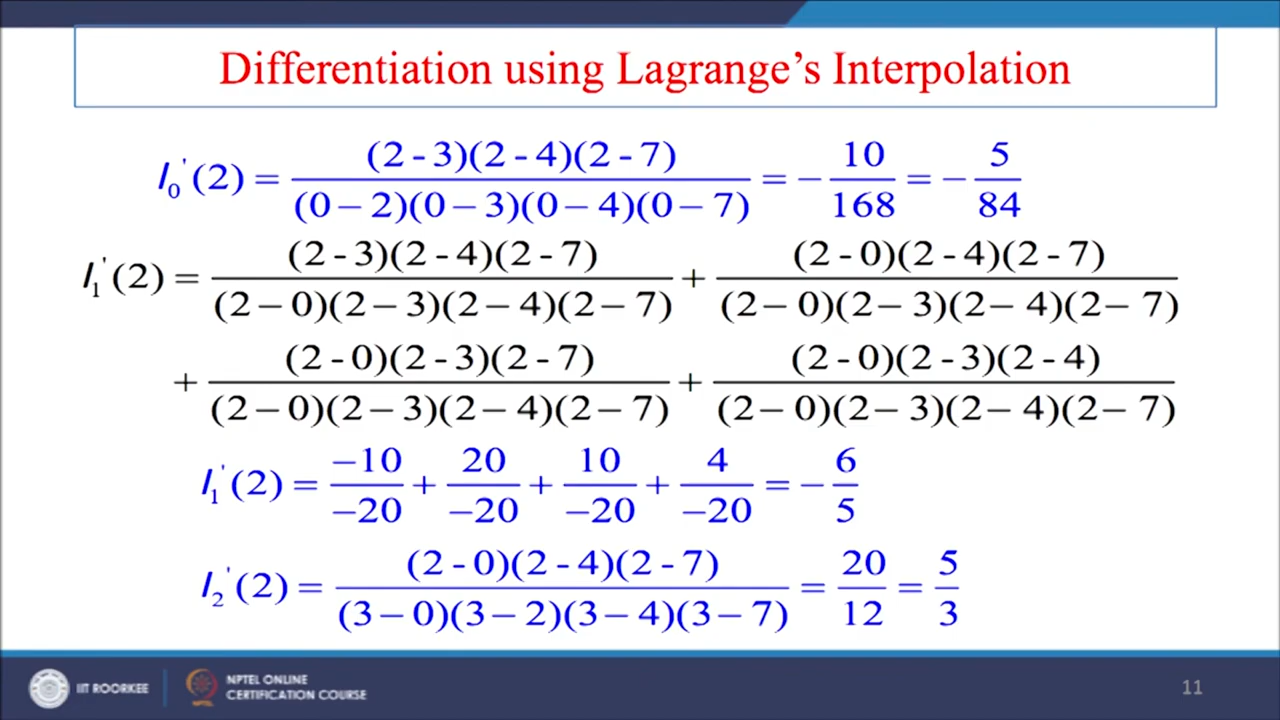 Differentiation using Lagrange's Interpolation
l₀'(2) = (2 - 3)(2 - 4)(2 - 7) / (0 – 2)(0 – 3)(0 – 4)(0 – 7) = – 10/168 = – 5/84
l₁'(2) = (2 - 3)(2 - 4)(2 - 7) / (2 – 0)(2 – 3)(2 – 4)(2 – 7) + (2 - 0)(2 - 4)(2 - 7) / (2 – 0)(2 – 3)(2 – 4)(2 – 7)
+ (2 - 0)(2 - 3)(2 - 7) / (2 – 0)(2 – 3)(2 – 4)(2 – 7) + (2 - 0)(2 - 3)(2 - 4) / (2 – 0)(2 – 3)(2 – 4)(2 – 7)
l₁'(2) = –10/–20 + 20/–20 + 10/–20 + 4/–20 = – 6/5
l₂'(2) = (2 - 0)(2 - 4)(2 - 7) / (3 – 0)(3 – 2)(3 – 4)(3 – 7) = 20/12 = 5/3
IIT ROORKEE
NPTEL ONLINE
CERTIFICATION COURSE
11